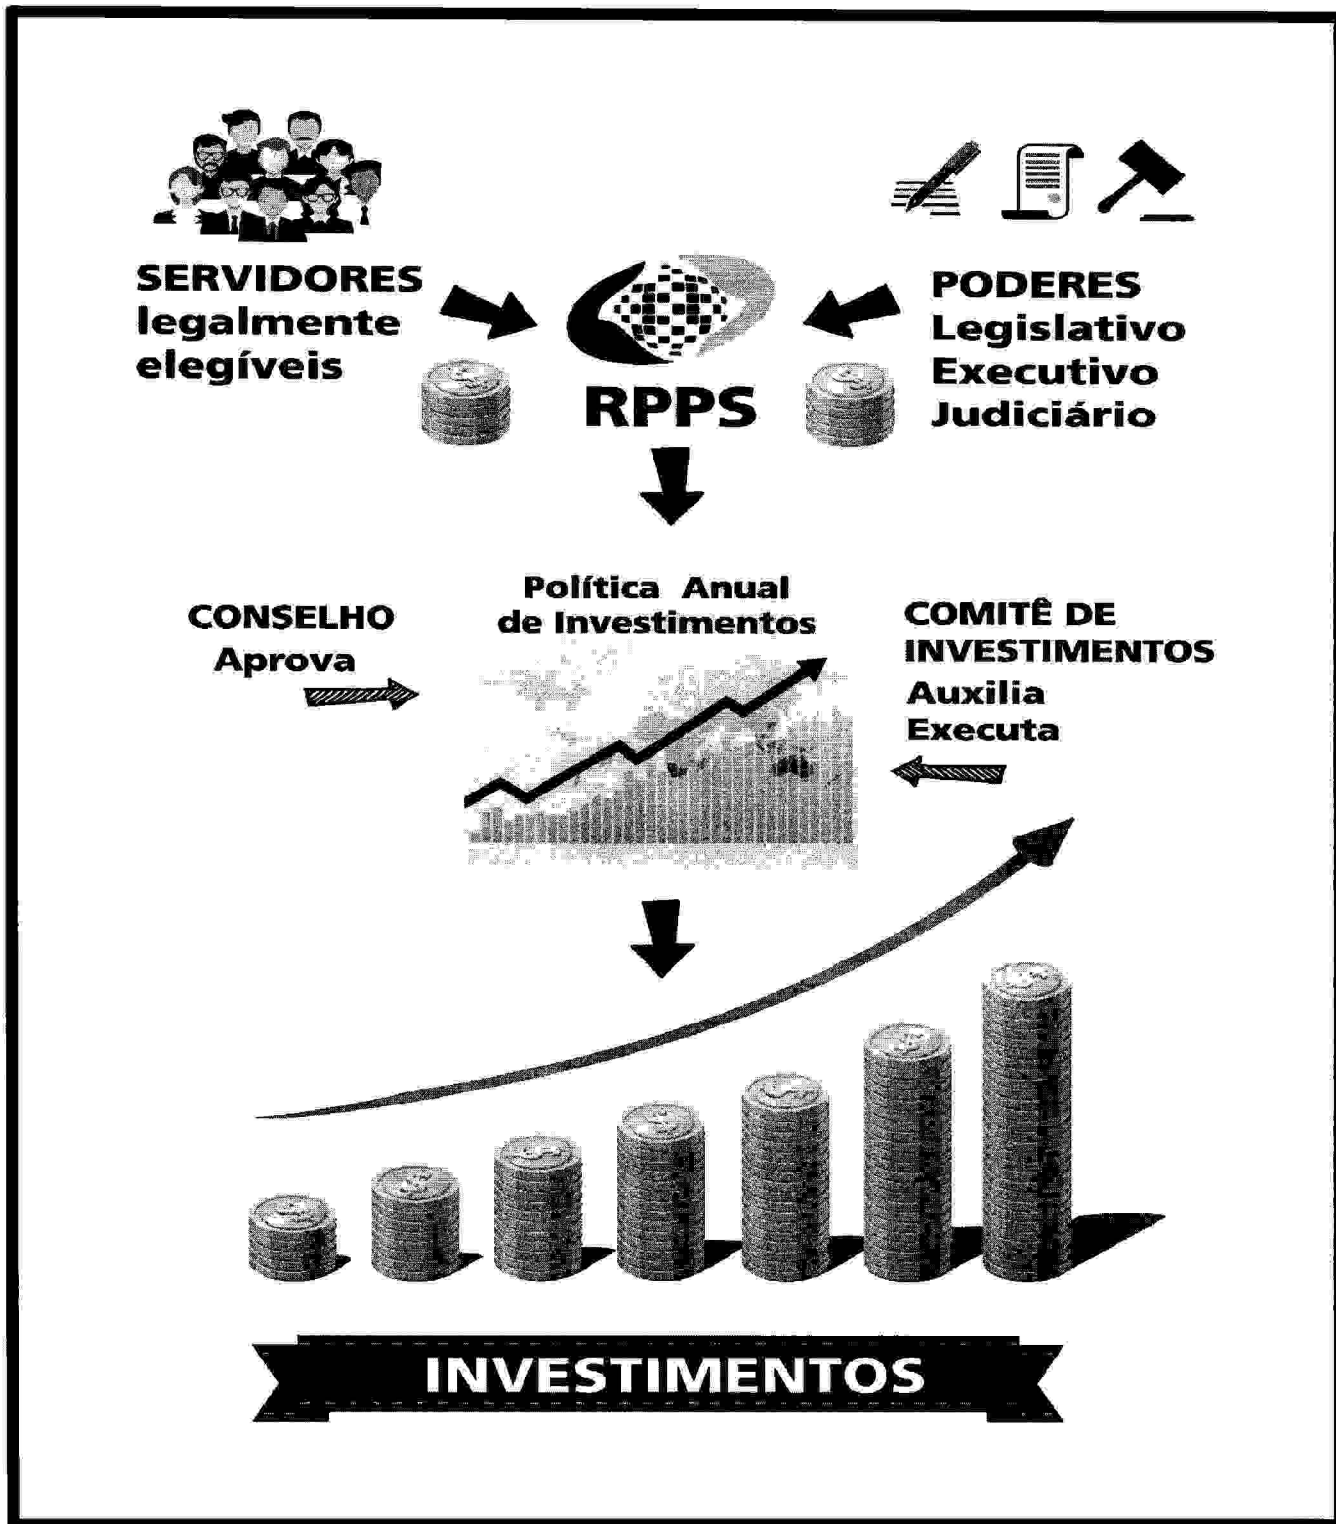 SERVIDORES
legalmente
elegíveis
RPPS
PODERES
Legislativo
Executivo
Judiciário
CONSELHO
Aprova
Política Anual
de Investimentos
COMITÊ DE
INVESTIMENTOS
Auxilia
Executa
INVESTIMENTOS